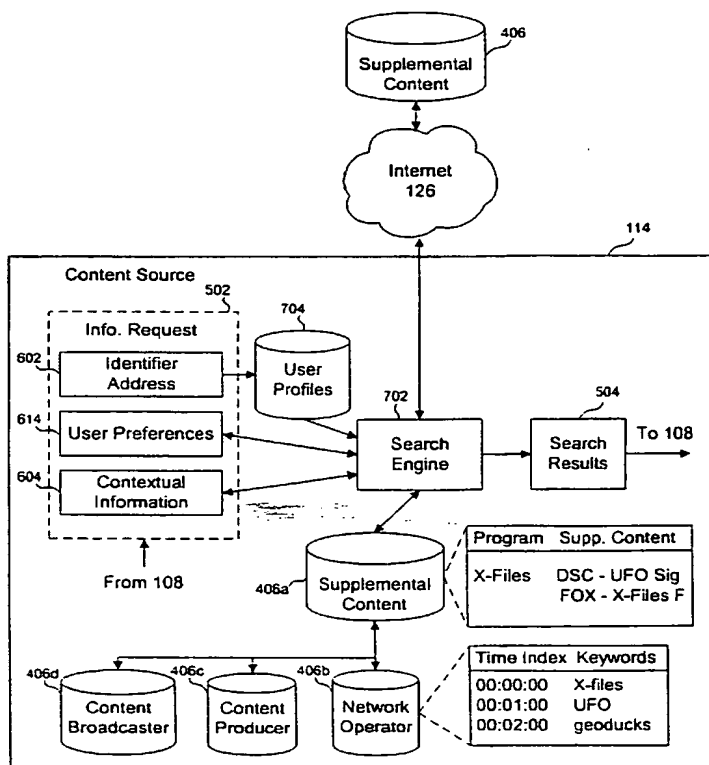 406
Supplemental
Content
Internet
126
114
Content Source
502
704
Info. Request
602
Identifier
Address
User
Profiles
702
504
614
User Preferences
Search
Engine
Search
Results
To 108
604
Contextual
Information
From 108
406a
Supplemental
Content
Program Supp. Content
X-Files DSC - UFO Sig
FOX - X-Files F
406d
Content
Broadcaster
406c
Content
Producer
406b
Network
Operator
Time Index Keywords
00:00:00 X-files
00:01:00 UFO
00:02:00 geoducks